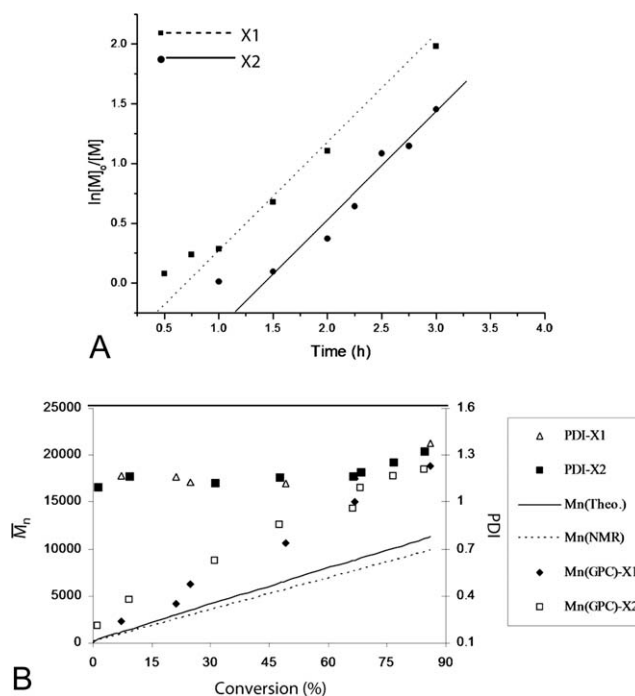 X1
X2
2.0
1.5
1.0
0.5
0.0
ln[M]o/[M]
0.5 1.0 1.5 2.0 2.5 3.0 3.5 4.0
Time (h)
A
25000
20000
15000
10000
5000
0
Mn
1.6
1.3
1
0.7
0.4
0.1
PDI
0 15 30 45 60 75 90
Conversion (%)
B
PDI-X1
PDI-X2
Mn(Theo.)
Mn(NMR)
Mn(GPC)-X1
Mn(GPC)-X2